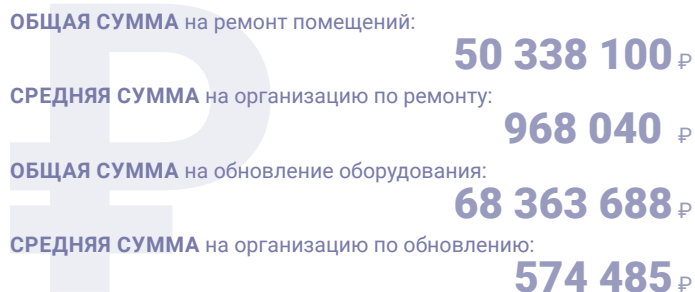 ОБЩАЯ СУММА на ремонт помещений:
50 338 100 ₽
СРЕДНЯЯ СУММА на организацию по ремонту:
968 040 ₽
ОБЩАЯ СУММА на обновление оборудования:
68 363 688 ₽
СРЕДНЯЯ СУММА на организацию по обновлению:
574 485 ₽